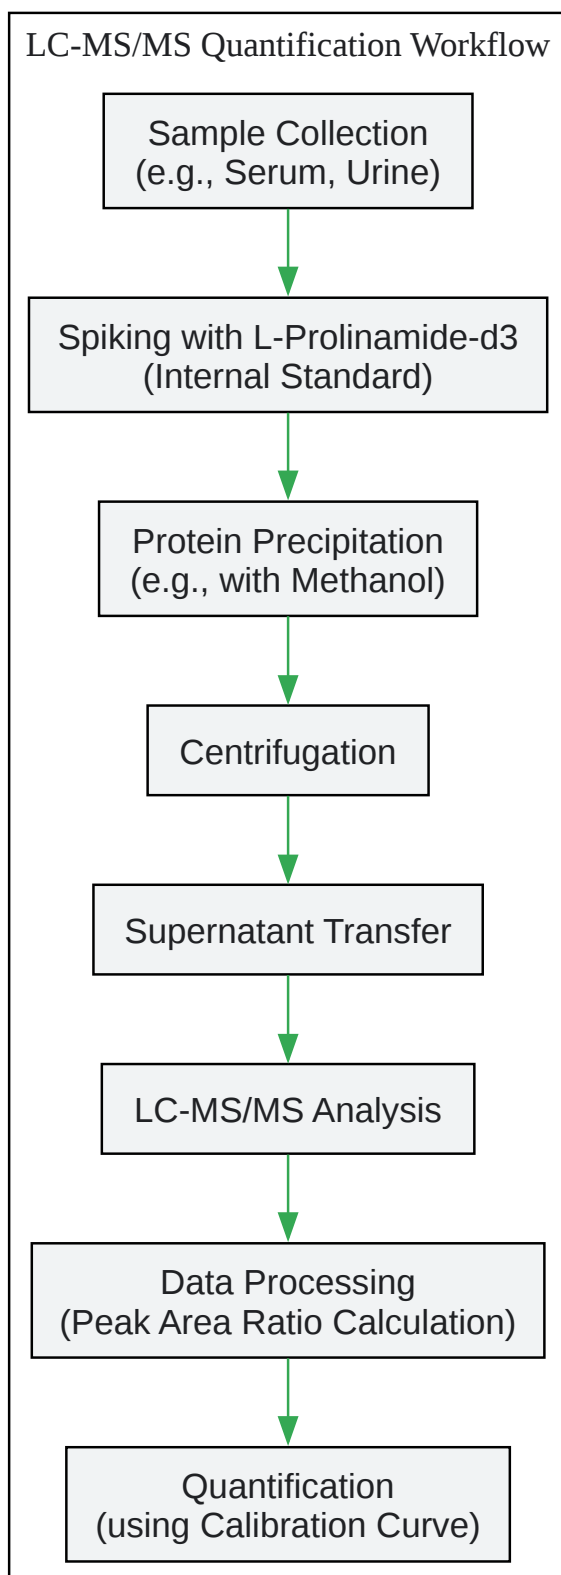 LC-MS/MS Quantification Workflow
Sample Collection
(e.g., Serum, Urine)
Spiking with L-Prolinamide-d3
(Internal Standard)
Protein Precipitation
(e.g., with Methanol)
Centrifugation
Supernatant Transfer
LC-MS/MS Analysis
Data Processing
(Peak Area Ratio Calculation)
Quantification
(using Calibration Curve)